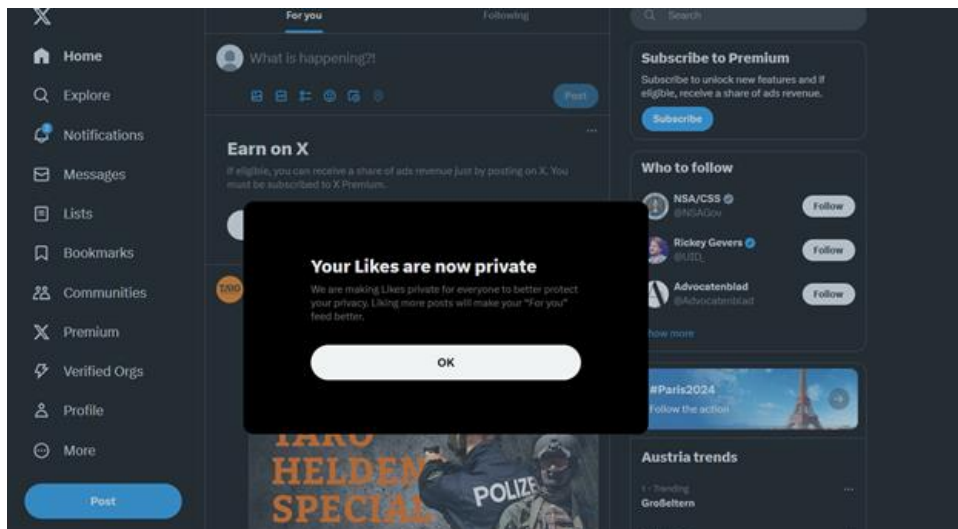 Home
Explore
Notifications
Messages
Lists
Bookmarks
Communities
Premium
Verified Orgs
Profile
More
Post
For you
Following
What is happening?!
Post
Earn on X
If eligible, you can receive a share of ads revenue just by posting on X. You
must be subscribed to X Premium.
Your Likes are now private
We are making Likes private for everyone to better protect
your privacy. Liking more posts will make your "For you"
feed better.
OK
TARO
TARO
HELDEN
SPECIAL
POLIZE
Search
Subscribe to Premium
Subscribe to unlock new features and if
eligible, receive a share of ads revenue.
Subscribe
Who to follow
NSA/CSS
@NSAGov
Follow
Rickey Gevers
@UID_
Follow
Advocatenblad
@Advocatenblad
Follow
Show more
#Paris2024
Follow the action
Austria trends
1 · Trending
Großeltern